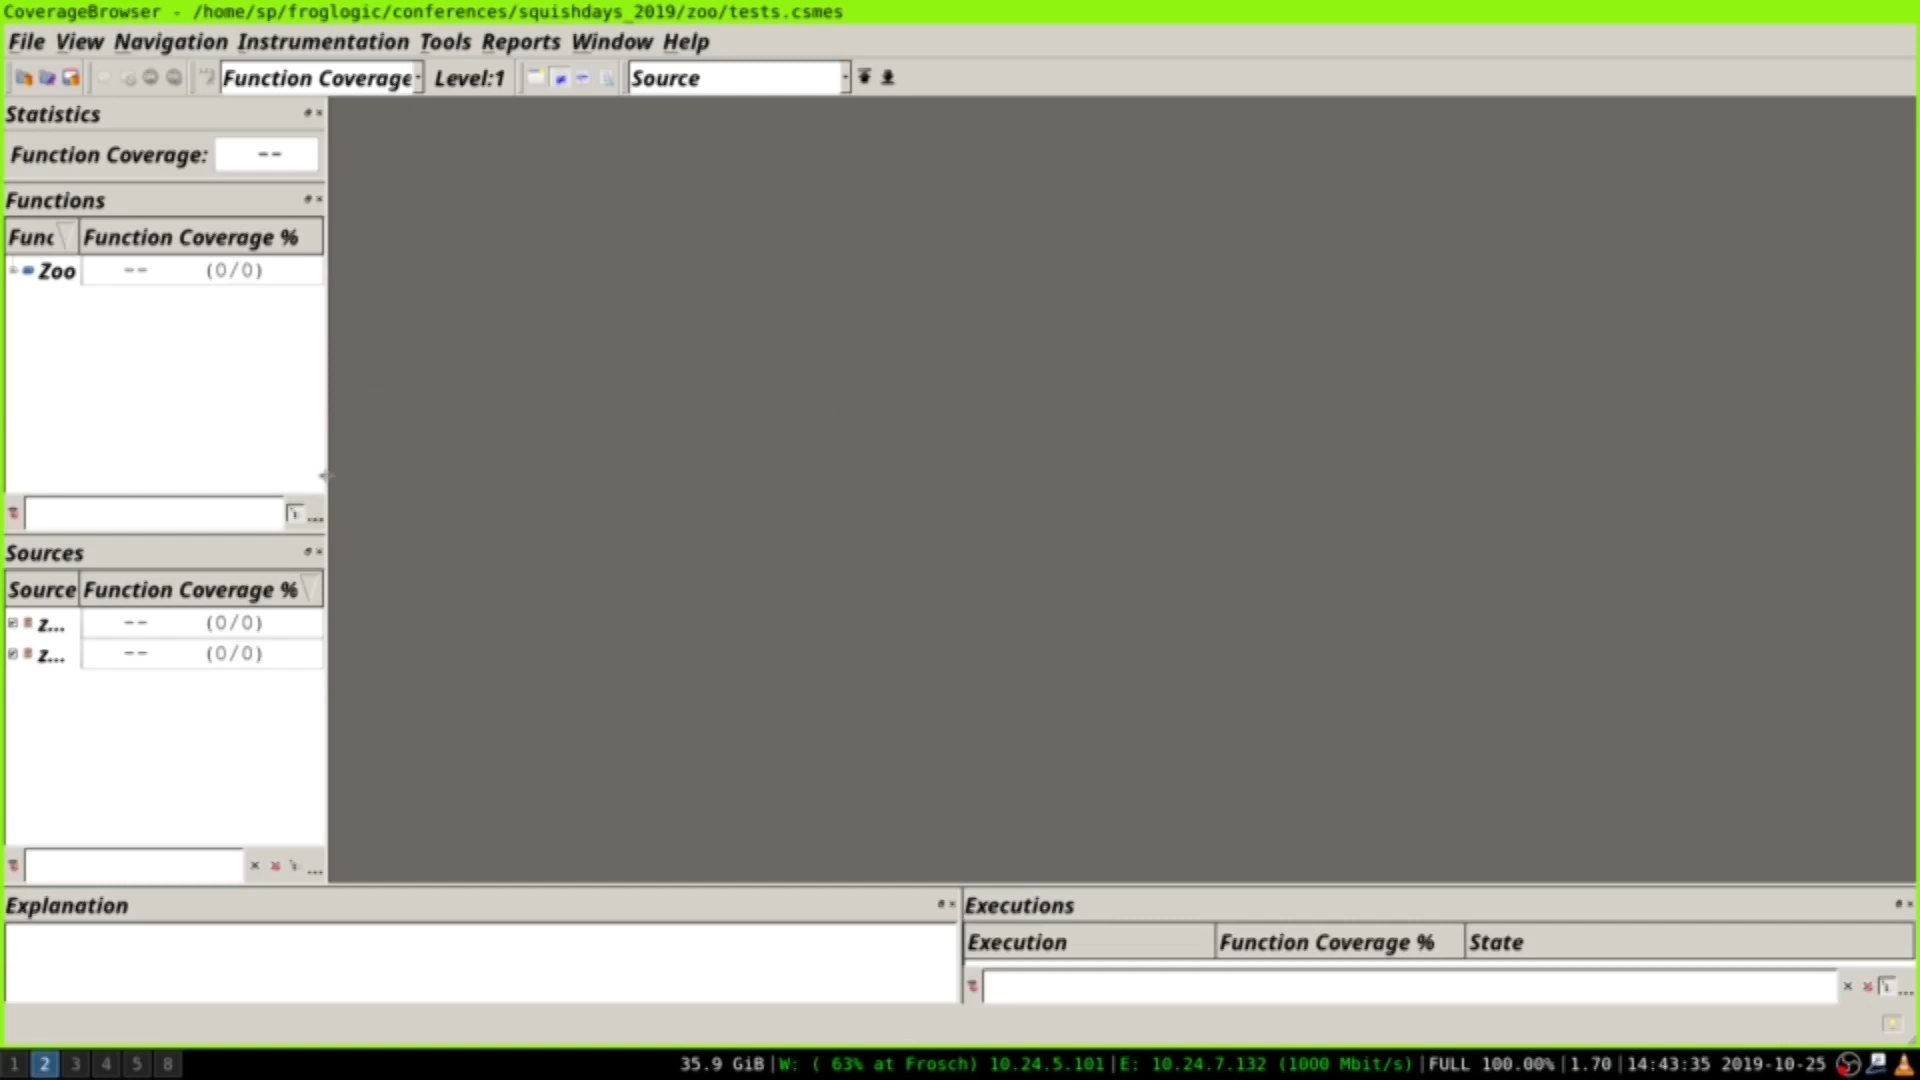 CoverageBrowser - /home/sp/froglogic/conferences/squishdays_2019/zoo/tests.csmes
File View Navigation Instrumentation Tools Reports Window Help
Function Coverage Level:1 Source
Statistics
Function Coverage: --
Functions
Func Function Coverage %
Zoo -- (0/0)
...
Sources
Source Function Coverage %
z... -- (0/0)
z... -- (0/0)
...
Explanation
Executions
Execution Function Coverage % State
...
1 2 3 4 5 8 35.9 GiB|W: ( 63% at Frosch) 10.24.5.101|E: 10.24.7.132 (1000 Mbit/s)|FULL 100.00%|1.70|14:43:35 2019-10-25